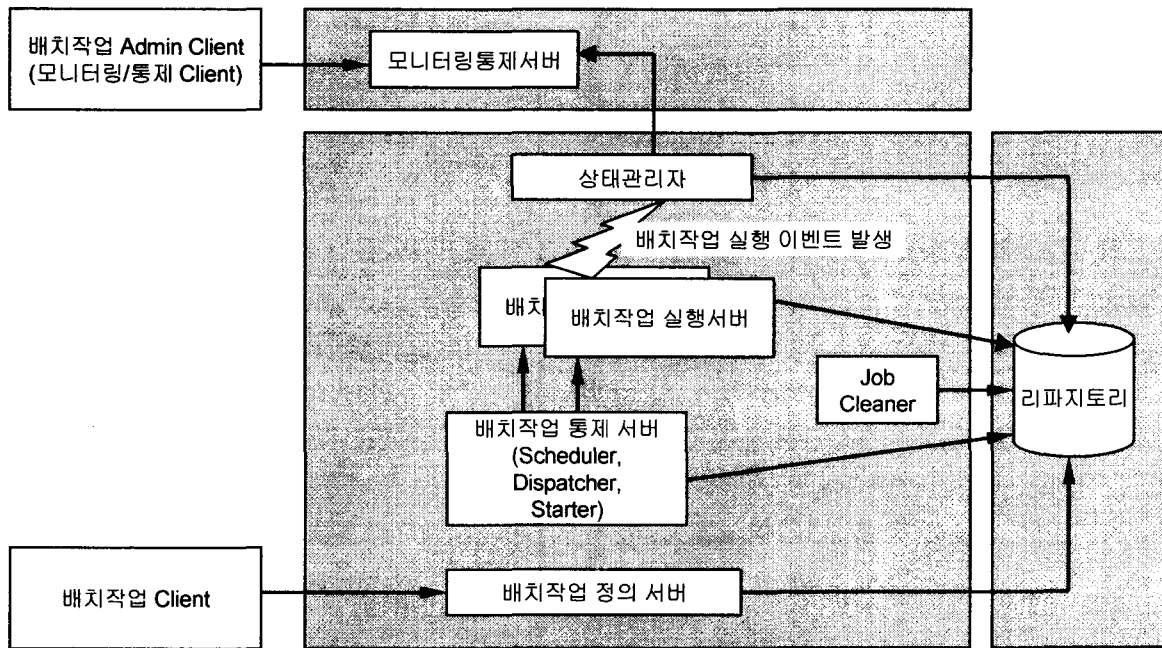 배치작업 Admin Client
(모니터링/통제 Client)
모니터링통제서버
상태관리자
배치작업 실행 이벤트 발생
배치
배치작업 실행서버
Job
Cleaner
리파지토리
배치작업 통제 서버
(Scheduler,
Dispatcher,
Starter)
배치작업 Client
배치작업 정의 서버